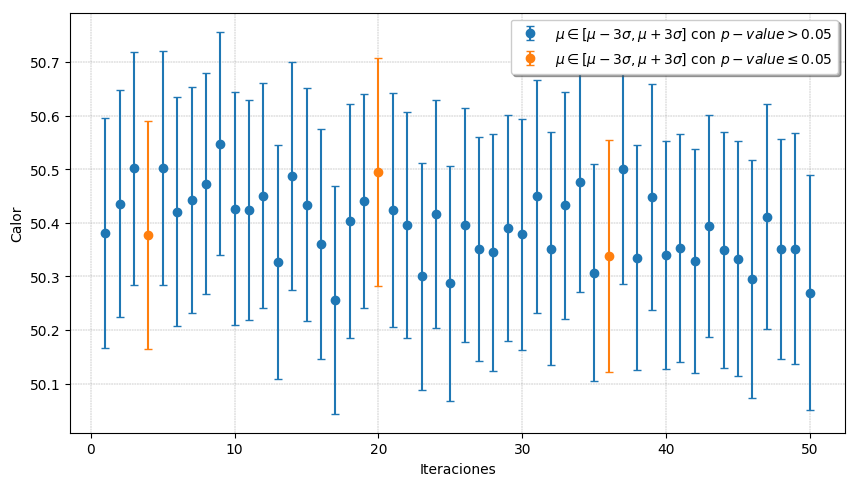 μ ∈ [μ − 3σ, μ + 3σ] con p − value > 0.05
μ ∈ [μ − 3σ, μ + 3σ] con p − value ≤ 0.05
50.7
50.6
50.5
50.4
50.3
50.2
50.1
Calor
0 10 20 30 40 50
Iteraciones